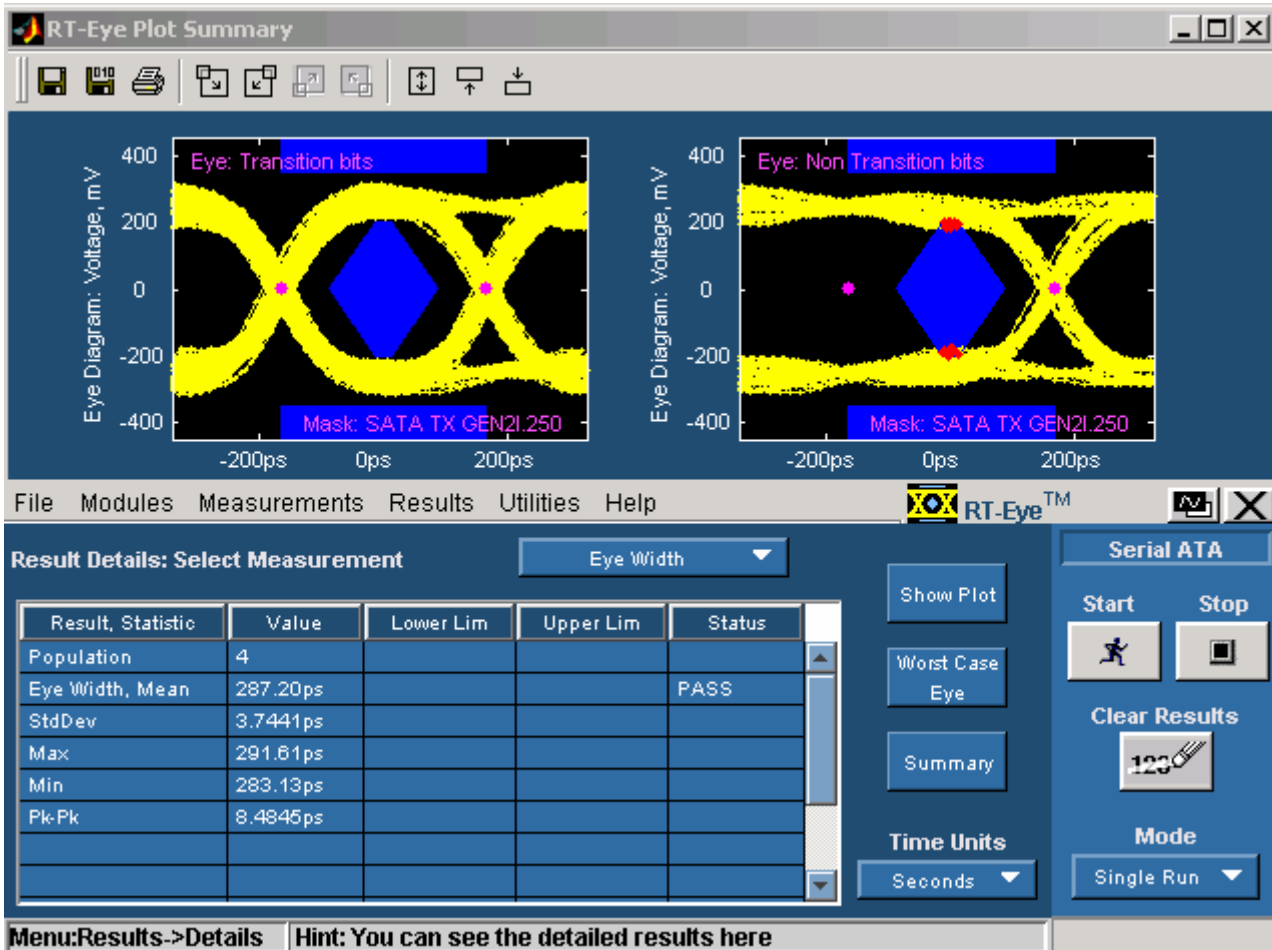 RT-Eye Plot Summary
010
Eye: Transition bits
Eye Diagram: Voltage, mV
400
200
0
-200
-400
Mask: SATA TX GEN2I.250
-200ps 0ps 200ps
Eye: Non Transition bits
Eye Diagram: Voltage, mV
400
200
0
-200
-400
Mask: SATA TX GEN2I.250
-200ps 0ps 200ps
File Modules Measurements Results Utilities Help
RT-Eye™
Result Details: Select Measurement
Eye Width
Result, Statistic Value Lower Lim Upper Lim Status
Population 4
Eye Width, Mean 287.20ps PASS
StdDev 3.7441ps
Max 291.61ps
Min 283.13ps
Pk-Pk 8.4845ps
Show Plot
Worst Case
Eye
Summary
Time Units
Seconds
Serial ATA
Start Stop
Clear Results
123
Mode
Single Run
Menu:Results->Details
Hint: You can see the detailed results here